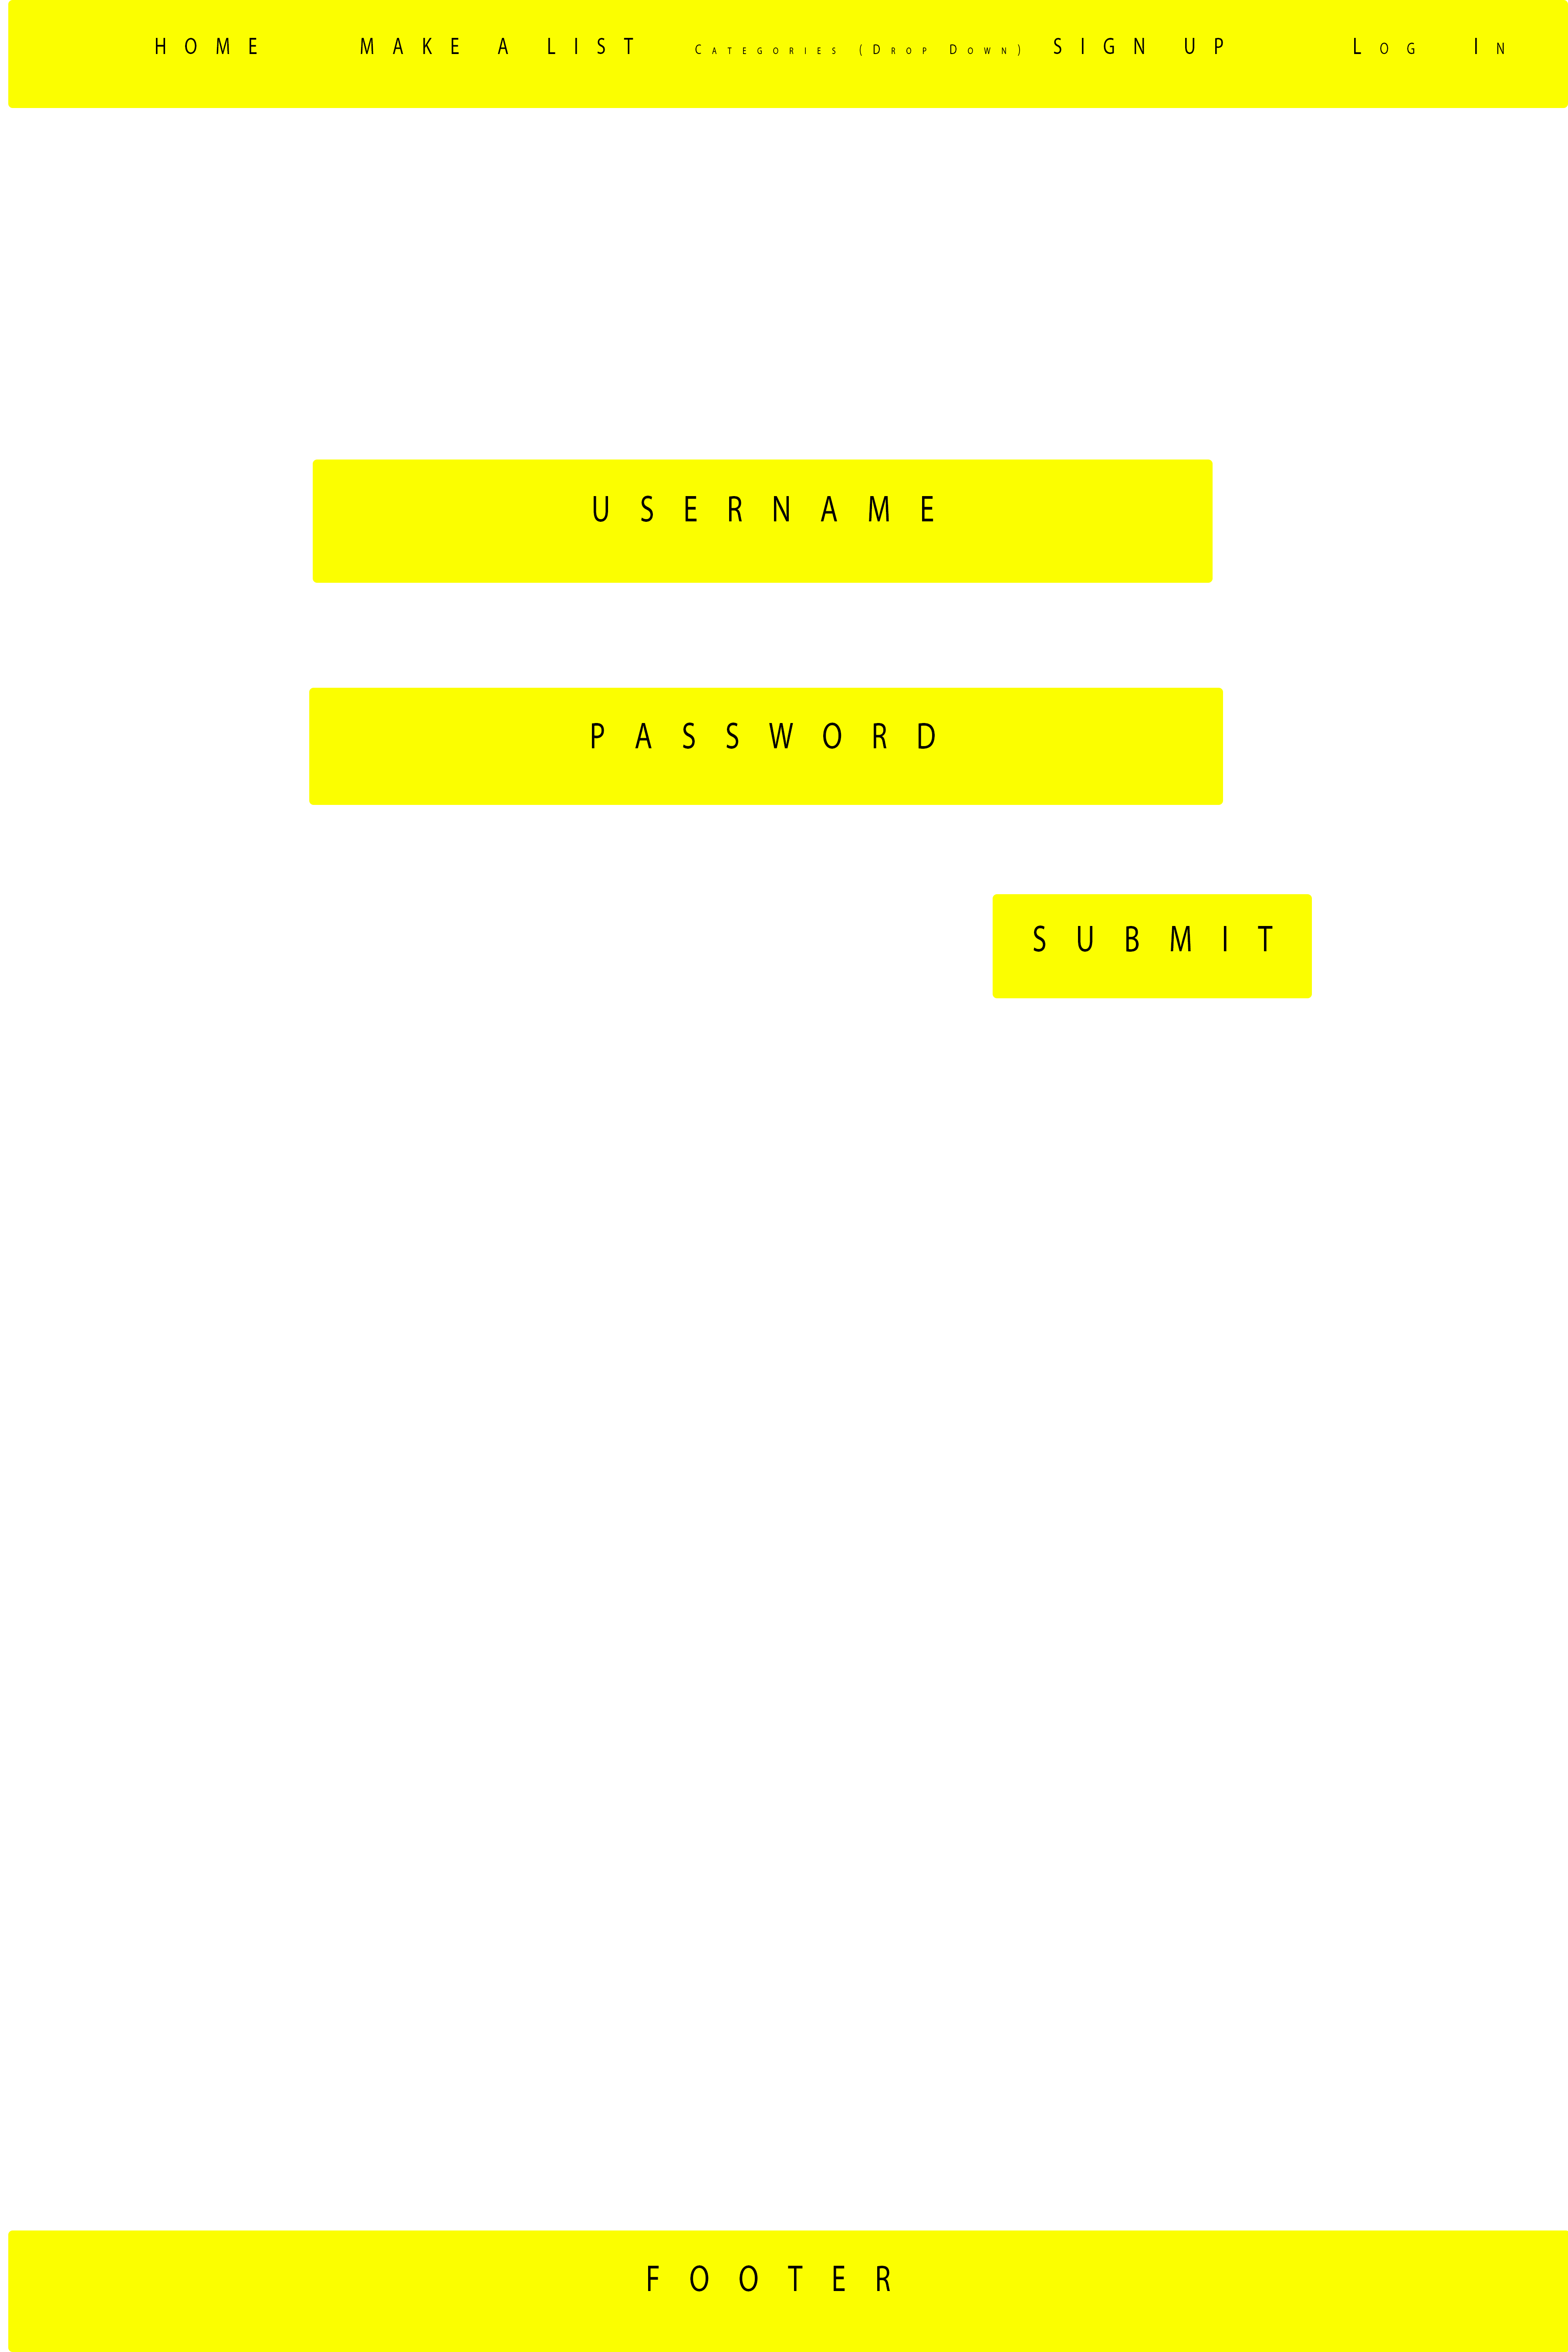 HOME MAKE A LIST Categories (Drop Down) SIGN UP Log In
USERNAME
PASSWORD
SUBMIT
FOOTER